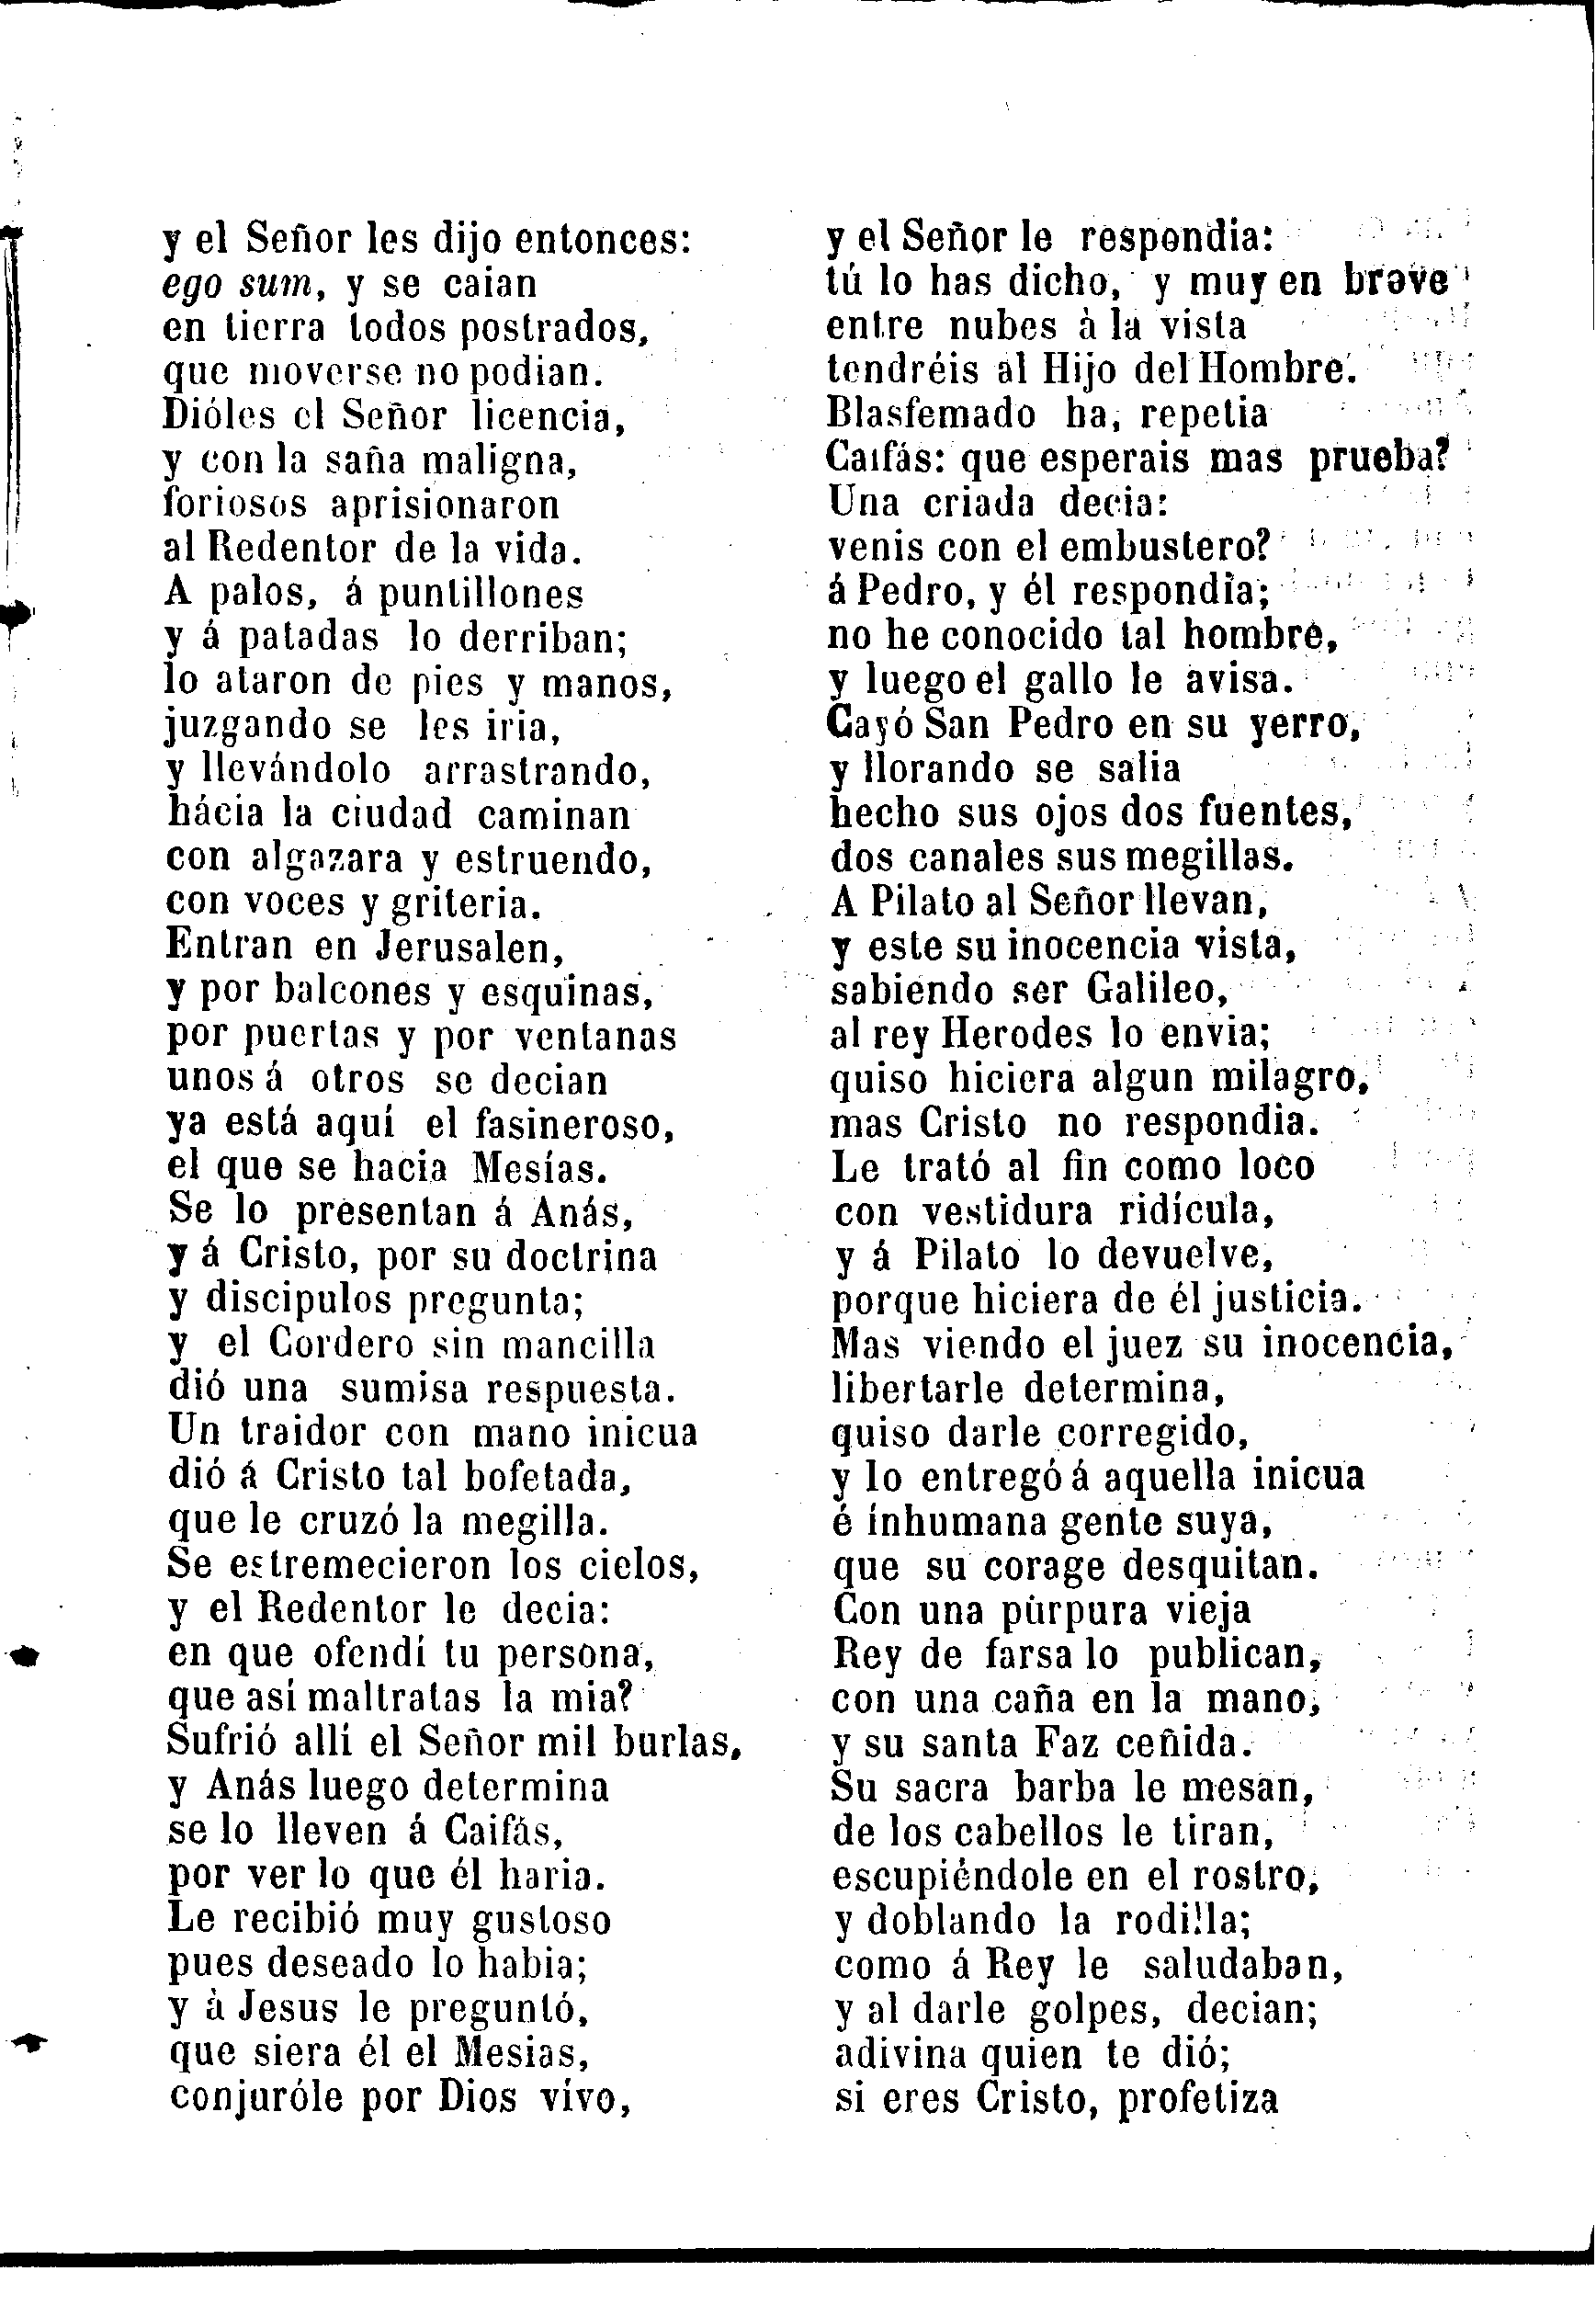 y el Señor les dijo entonces:
ego sum, y se caian
en tierra todos postrados,
que moverse no podian.
Dióles el Señor licencia,
y con la saña maligna,
foriosos aprisionaron
al Redentor de la vida.
A palos, á puntillones
y á patadas lo derriban;
lo ataron de pies y manos,
juzgando se les iria,
y llevándolo arrastrando,
hácia la ciudad caminan
con algazara y estruendo,
con voces y griteria.
Entran en Jerusalen,
y por balcones y esquinas,
por puertas y por ventanas
unos á otros se decian
ya está aquí el fasineroso,
el que se hacia Mesías.
Se lo presentan á Anás,
y á Cristo, por su doctrina
y discipulos pregunta;
y el Cordero sin mancilla
dió una sumisa respuesta.
Un traidor con mano inicua
dió á Cristo tal bofetada,
que le cruzó la megilla.
Se estremecieron los cielos,
y el Redentor le decia:
en que ofendí tu persona,
que así maltratas la mia?
Sufrió allí el Señor mil burlas,
y Anás luego determina
se lo lleven á Caifás,
por ver lo que él haria.
Le recibió muy gustoso
pues deseado lo habia;
y à Jesus le preguntó,
que siera él el Mesias,
conjuróle por Dios vívo,
y el Señor le respondia:
tú lo has dicho, y muy en breve
entre nubes à la vista
tendréis al Hijo del Hombre.
Blasfemado ha, repetia
Caifás: que esperais mas prueba?
Una criada decia:
venis con el embustero?
á Pedro, y él respondia;
no he conocido tal hombre,
y luego el gallo le avisa.
Cayó San Pedro en su yerro,
y llorando se salia
hecho sus ojos dos fuentes,
dos canales sus megillas.
A Pilato al Señor llevan,
y este su inocencia vista,
sabiendo ser Galileo,
al rey Herodes lo envia;
quiso hiciera algun milagro,
mas Cristo no respondia.
Le trató al fin como loco
con vestidura ridícula,
y á Pilato lo devuelve,
porque hiciera de él justicia.
Mas viendo el juez su inocencia,
libertarle determina,
quiso darle corregido,
y lo entregó á aquella inicua
é ínhumana gente suya,
que su corage desquitan.
Con una pùrpura vieja
Rey de farsa lo publican,
con una caña en la mano,
y su santa Faz ceñida.
Su sacra barba le mesan,
de los cabellos le tiran,
escupiéndole en el rostro,
y doblando la rodilla;
como á Rey le saludaban,
y al darle golpes, decian;
adivina quien te dió;
si eres Cristo, profetiza